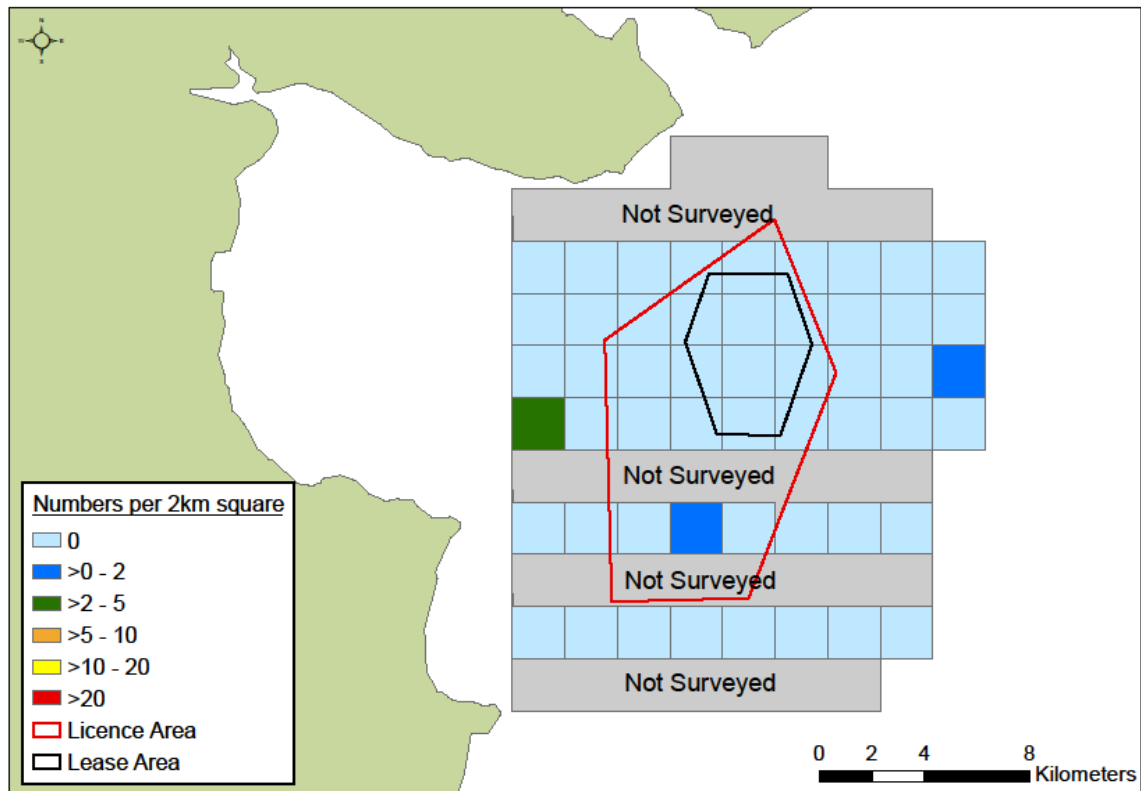 N
W E
S
Not Surveyed
Not Surveyed
Not Surveyed
Not Surveyed
Numbers per 2km square
0
>0 - 2
>2 - 5
>5 - 10
>10 - 20
>20
Licence Area
Lease Area
0 2 4 8
Kilometers